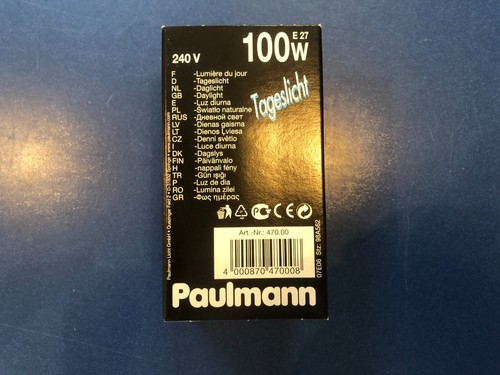 240 V
100W E 27
F -Lumière du jour
D -Tageslicht
NL -Daglicht
GB -Daylight
E -Luz diurna
PL -Światło naturalne
RUS -Дневной свет
LV -Dienas gaisma
LT -Dienos Lviesa
CZ -Denní světlo
I -Luce diurna
DK -Dagslys
FIN -Päivänvalo
H -nappali fény
TR -Gün ışığı
P -Luz de dia
RO -Lumina zilei
GR -Φως ημέρας
Tageslicht
CE
Art.-Nr.: 470.00
4 000870 470008
Paulmann
07E06 Stz: 98A562